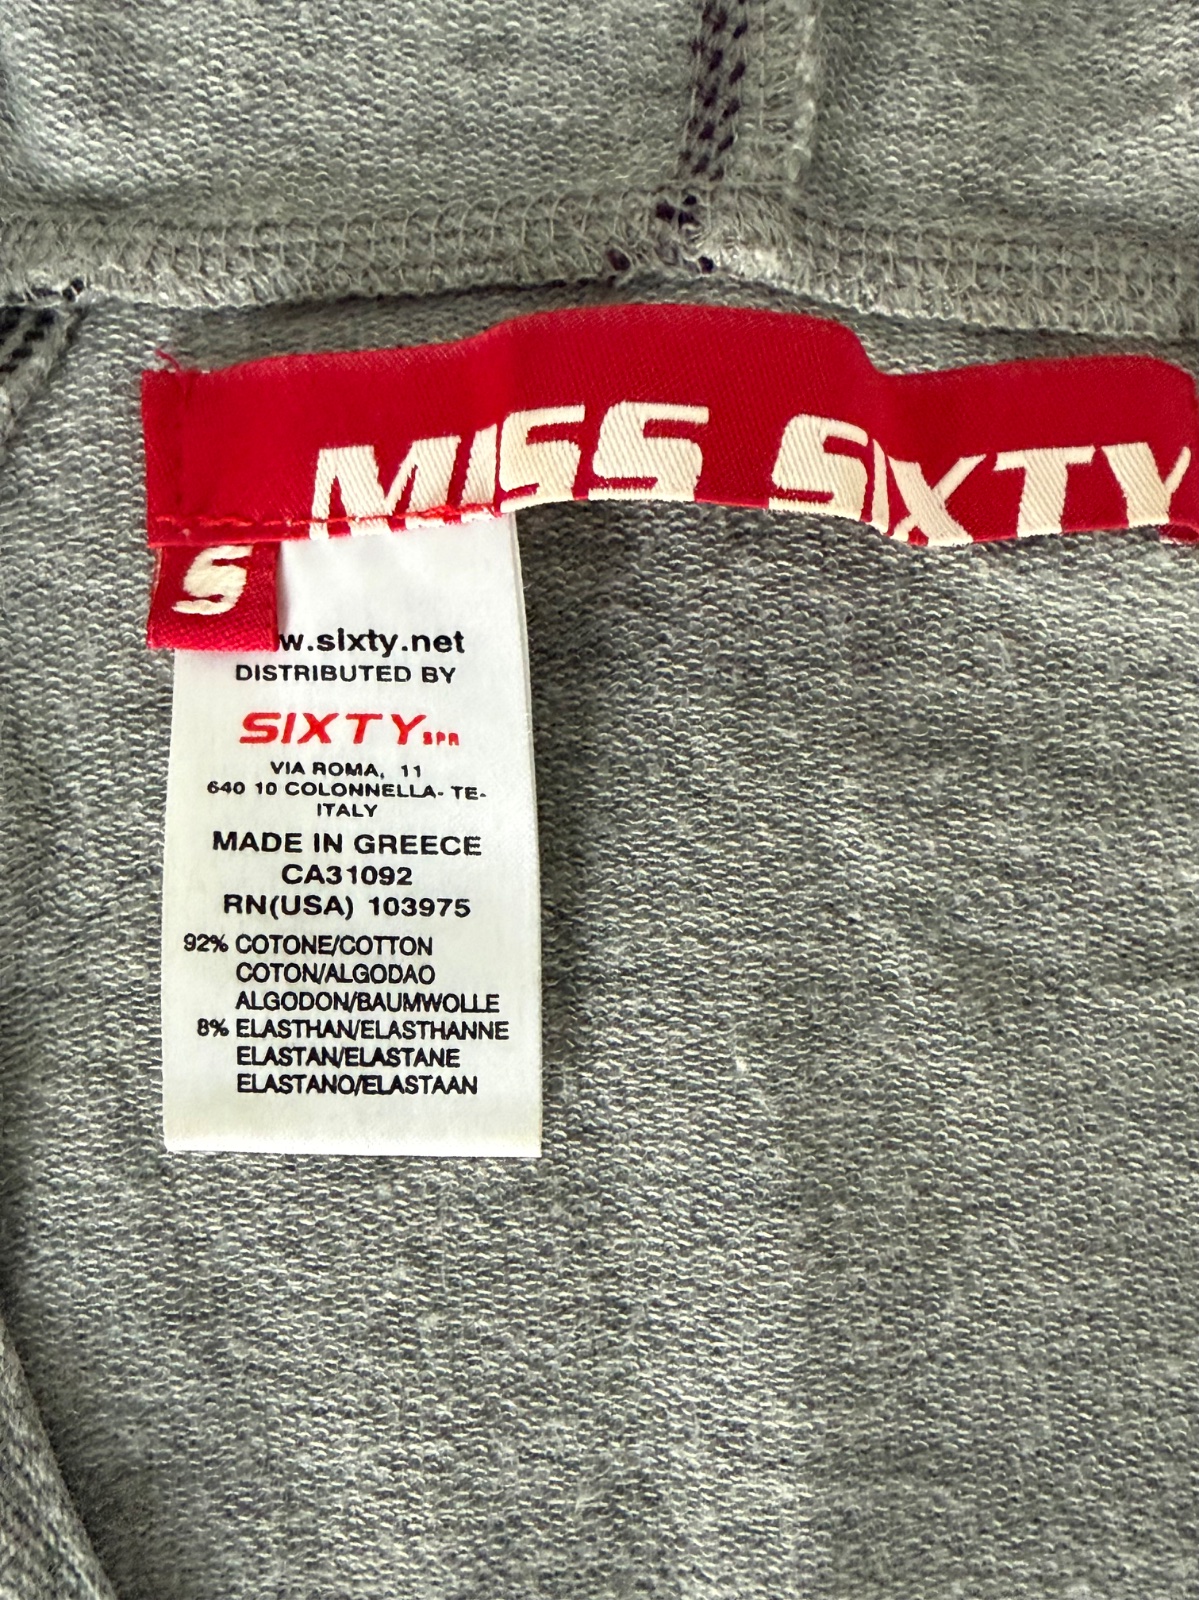 MISS SIXTY
S
w.sixty.net
DISTRIBUTED BY
SIXTY SPA
VIA ROMA, 11
640 10 COLONNELLA- TE-
ITALY
MADE IN GREECE
CA31092
RN(USA) 103975
92% COTONE/COTTON
COTON/ALGODAO
ALGODON/BAUMWOLLE
8% ELASTHAN/ELASTHANNE
ELASTAN/ELASTANE
ELASTANO/ELASTAAN